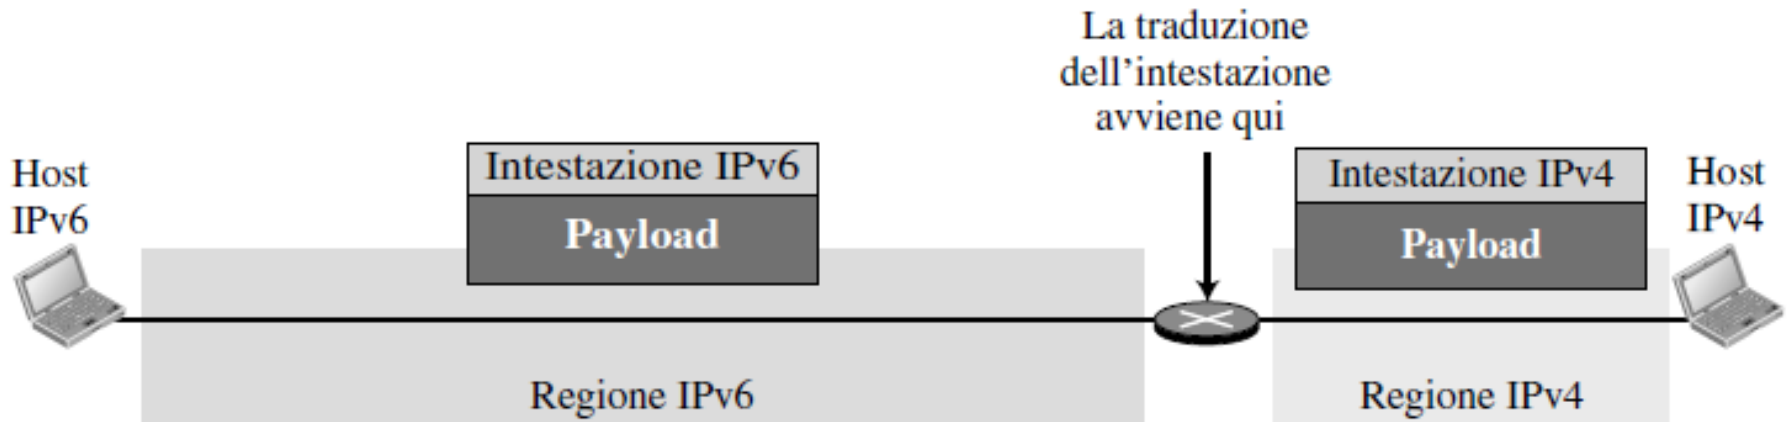 La traduzione
dell'intestazione
avviene qui
Host
IPv6
Intestazione IPv6
Payload
Intestazione IPv4
Payload
Host
IPv4
Regione IPv6
Regione IPv4